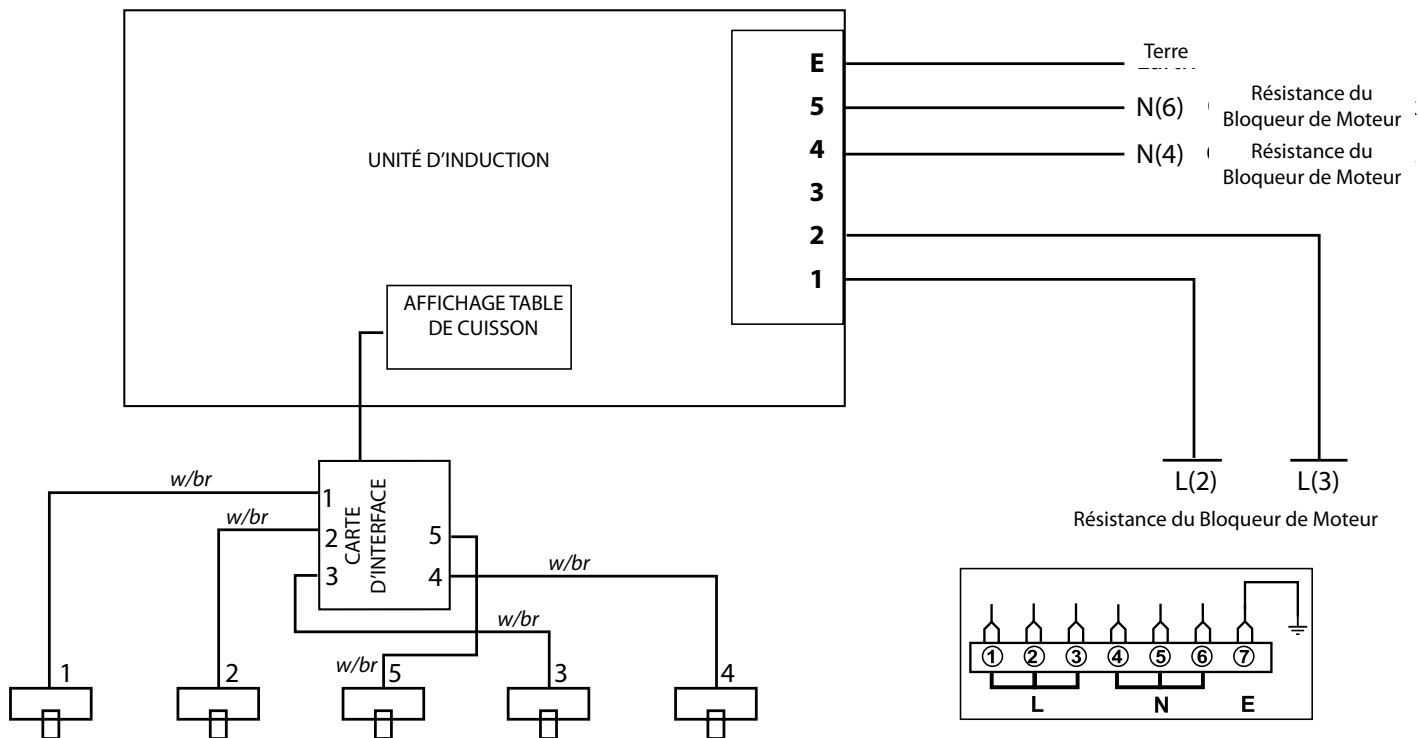 E
Terre
5
N(6)
Résistance du
Bloqueur de Moteur
4
N(4)
Résistance du
Bloqueur de Moteur
UNITÉ D'INDUCTION
3
2
1
AFFICHAGE TABLE
DE CUISSON
L(2)
L(3)
Résistance du Bloqueur de Moteur
w/br
1
w/br
2
3
CARTE
D'INTERFACE
5
4
w/br
w/br
w/br
1
2
5
3
4
1 2 3 4 5 6 7
L N E